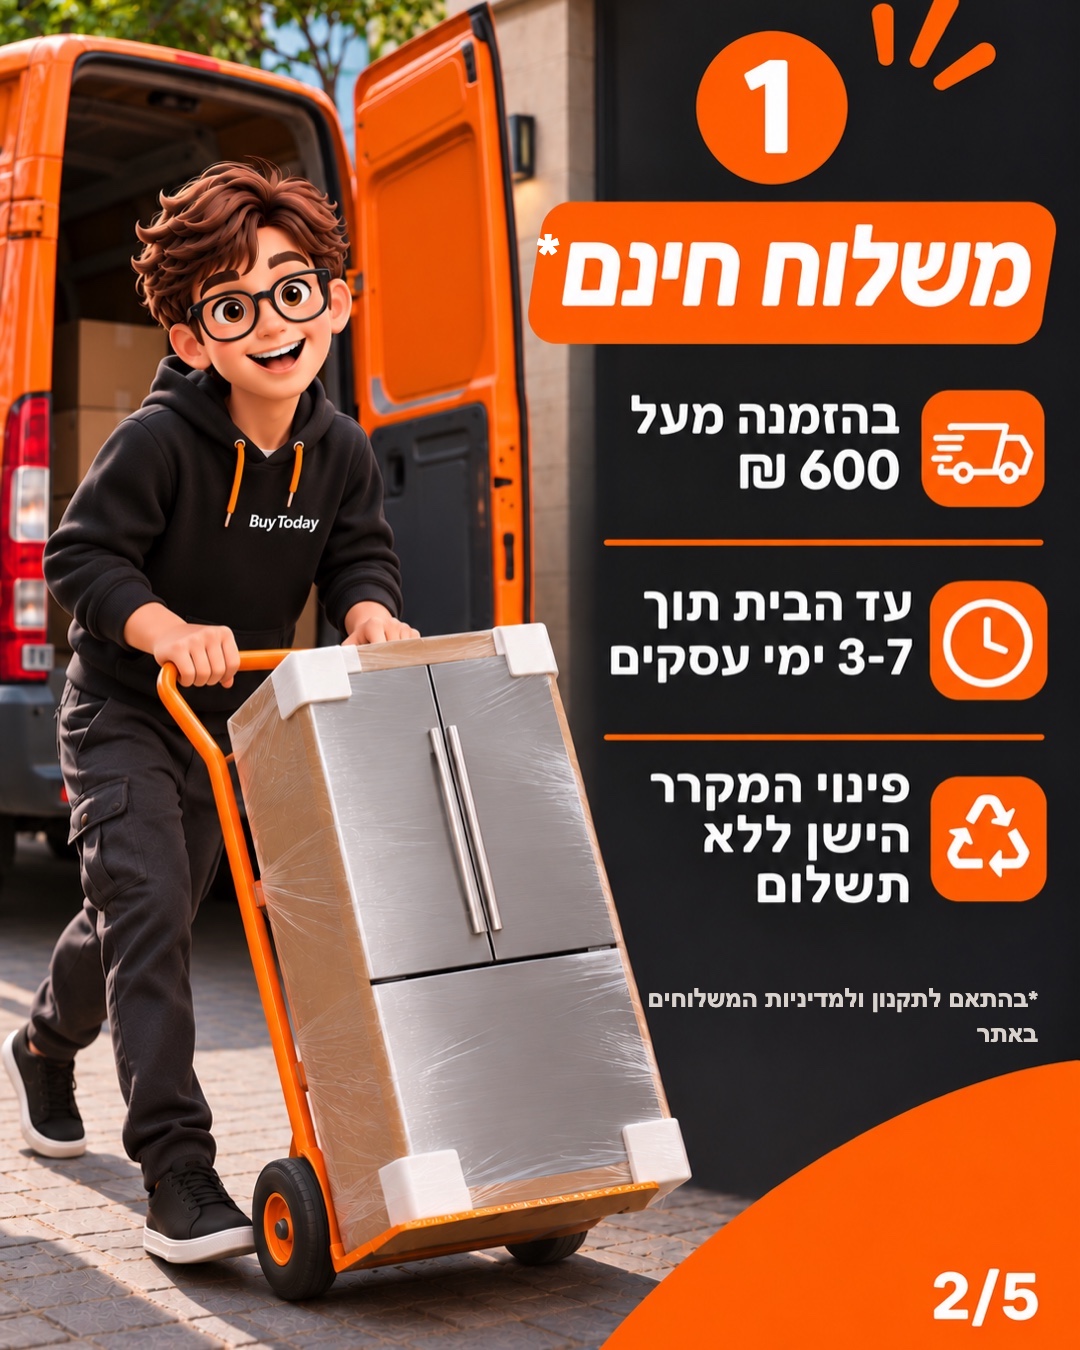 1
משלוח חינם*
בהזמנה מעל
600 ₪
עד הבית תוך
3-7 ימי עסקים
פינוי המקרר
הישן ללא
תשלום
*בהתאם לתקנון ולמדיניות המשלוחים
באתר
BuyToday
2/5